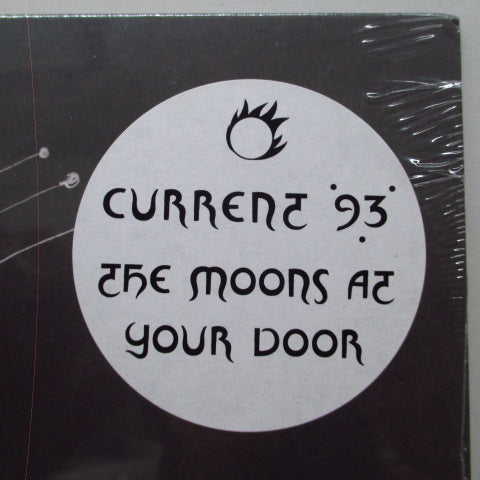 CURRENT '93'
THE MOONS AT
YOUR DOOR